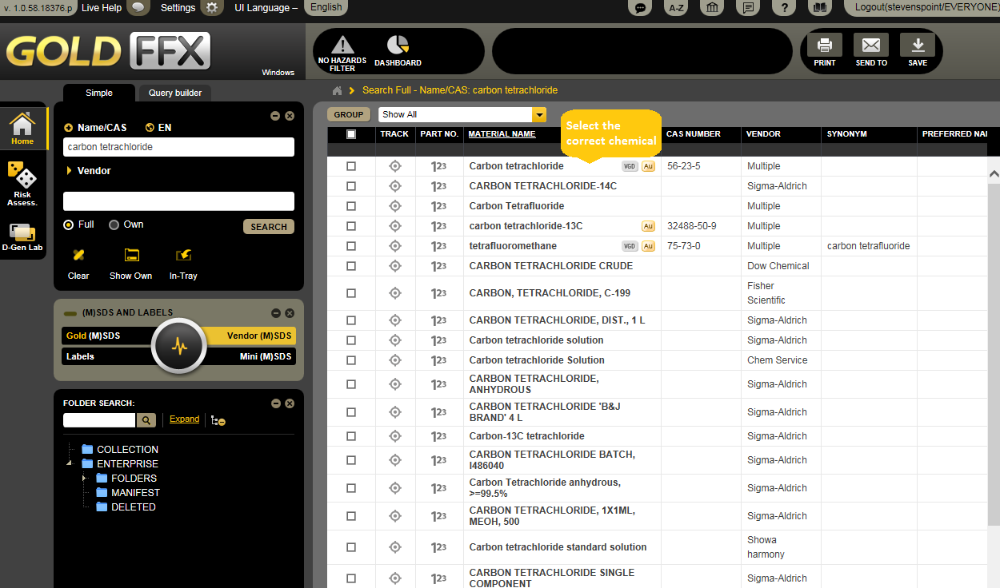 v. 1.0.58.18376.p Live Help Settings UI Language – English A-Z ? Logout(stevenspoint/EVERYONE)
GOLD FFX
Windows
NO HAZARDS
FILTER
DASHBOARD
PRINT SEND TO SAVE
Simple Query builder
Search Full - Name/CAS: carbon tetrachloride
Home
Risk
Assess.
D-Gen Lab
Name/CAS EN
carbon tetrachloride
Vendor
Full Own SEARCH
Clear Show Own In-Tray
(M)SDS AND LABELS
Gold (M)SDS Vendor (M)SDS
Labels Mini (M)SDS
FOLDER SEARCH:
Expand
COLLECTION
ENTERPRISE
FOLDERS
MANIFEST
DELETED
GROUP Show All
Select the
correct chemical
TRACK PART NO. MATERIAL NAME CAS NUMBER VENDOR SYNONYM PREFERRED NAI
123 Carbon tetrachloride VGD Au 56-23-5 Multiple
123 CARBON TETRACHLORIDE-14C Sigma-Aldrich
123 Carbon Tetrafluoride Multiple
123 carbon tetrachloride-13C Au 32488-50-9 Multiple
123 tetrafluoromethane VGD Au 75-73-0 Multiple carbon tetrafluoride
123 CARBON TETRACHLORIDE CRUDE Dow Chemical
123 CARBON, TETRACHLORIDE, C-199 Fisher
Scientific
123 CARBON TETRACHLORIDE, DIST., 1 L Sigma-Aldrich
123 Carbon tetrachloride solution Sigma-Aldrich
123 Carbon tetrachloride Solution Chem Service
123 CARBON TETRACHLORIDE,
ANHYDROUS Sigma-Aldrich
123 CARBON TETRACHLORIDE 'B&J
BRAND' 4 L Sigma-Aldrich
123 Carbon-13C tetrachloride Sigma-Aldrich
123 CARBON TETRACHLORIDE BATCH,
I486040 Sigma-Aldrich
123 Carbon Tetrachloride anhydrous,
>=99.5% Sigma-Aldrich
123 CARBON TETRACHLORIDE, 1X1ML,
MEOH, 500 Sigma-Aldrich
123 Carbon tetrachloride standard solution Showa
harmony
123 CARBON TETRACHLORIDE SINGLE
COMPONENT Sigma-Aldrich